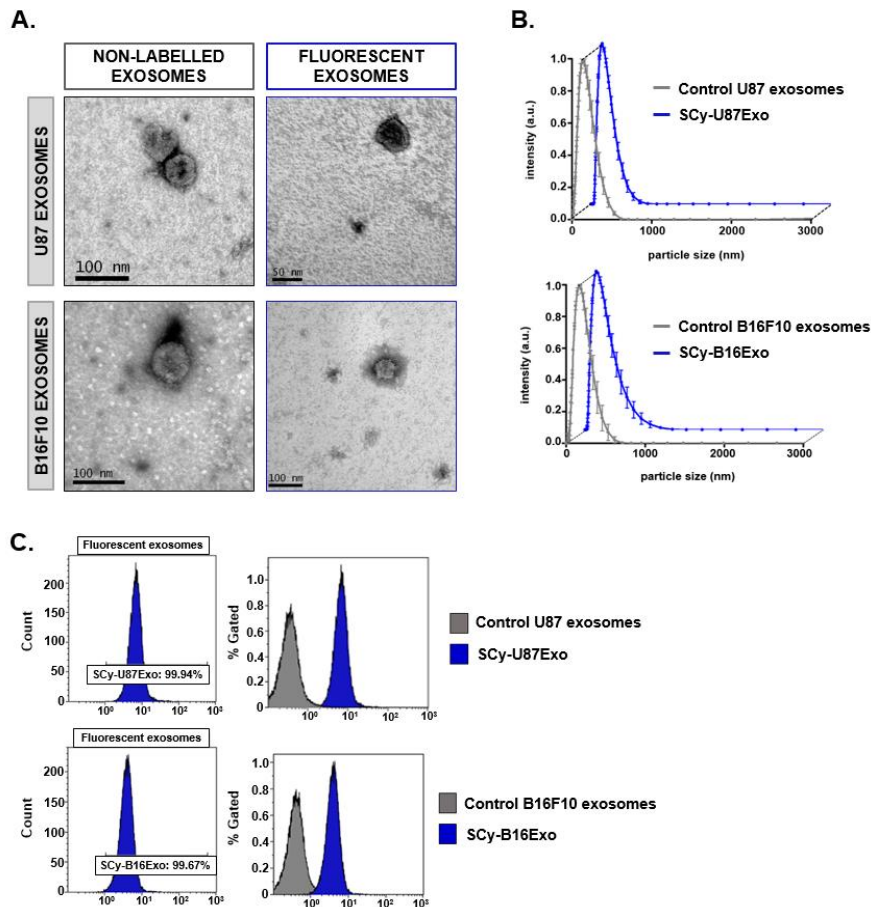 A.
NON-LABELLED
EXOSOMES
FLUORESCENT
EXOSOMES
U87 EXOSOMES
100 nm
50 nm
B16F10 EXOSOMES
100 nm
100 nm
B.
intensity (a.u.)
1.0
0.8
0.6
0.4
0.2
0.0
0
1000
2000
3000
particle size (nm)
Control U87 exosomes
SCy-U87Exo
intensity (a.u.)
1.0
0.8
0.6
0.4
0.2
0.0
0
1000
2000
3000
particle size (nm)
Control B16F10 exosomes
SCy-B16Exo
C.
Fluorescent exosomes
Count
200
150
100
50
0
SCy-U87Exo: 99.94%
10⁰ 10¹ 10² 10³
% Gated
1.0
0.8
0.6
0.4
0.2
0
10⁰ 10¹ 10² 10³
Control U87 exosomes
SCy-U87Exo
Fluorescent exosomes
Count
200
150
100
50
0
SCy-B16Exo: 99.67%
10⁰ 10¹ 10² 10³
% Gated
1.0
0.8
0.6
0.4
0.2
0
10⁰ 10¹ 10² 10³
Control B16F10 exosomes
SCy-B16Exo